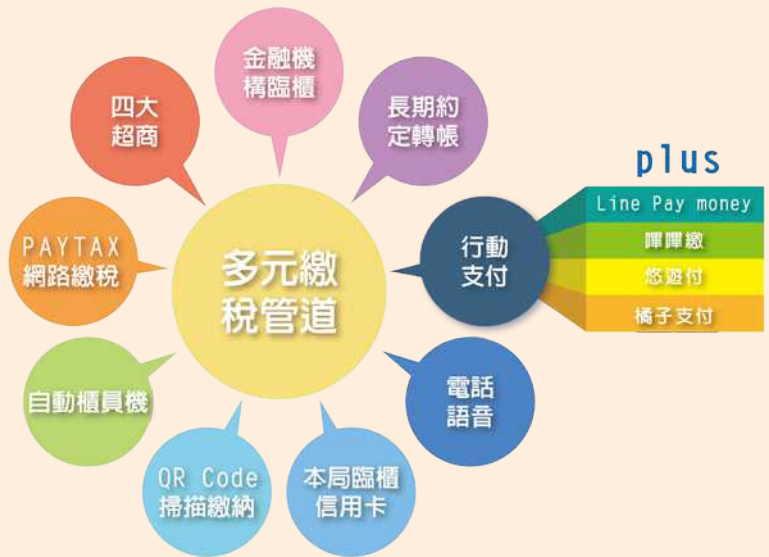 金融機
構臨櫃
長期約
定轉帳
四大
超商
plus
Line Pay money
嗶嗶繳
悠遊付
橘子支付
行動
支付
PAYTAX
網路繳稅
多元繳
稅管道
自動櫃員機
電話
語音
QR Code
掃描繳納
本局臨櫃
信用卡